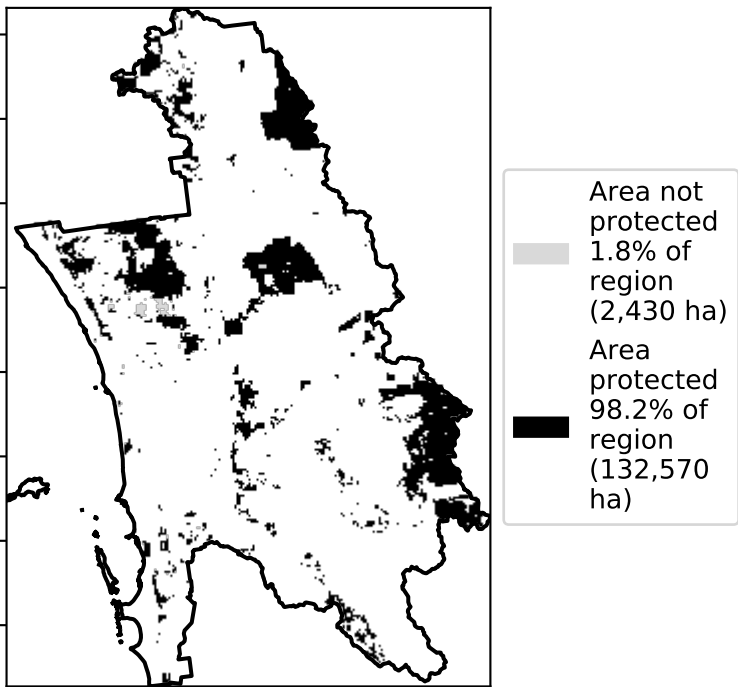 Area not
protected
1.8% of
region
(2,430 ha)
Area
protected
98.2% of
region
(132,570
ha)